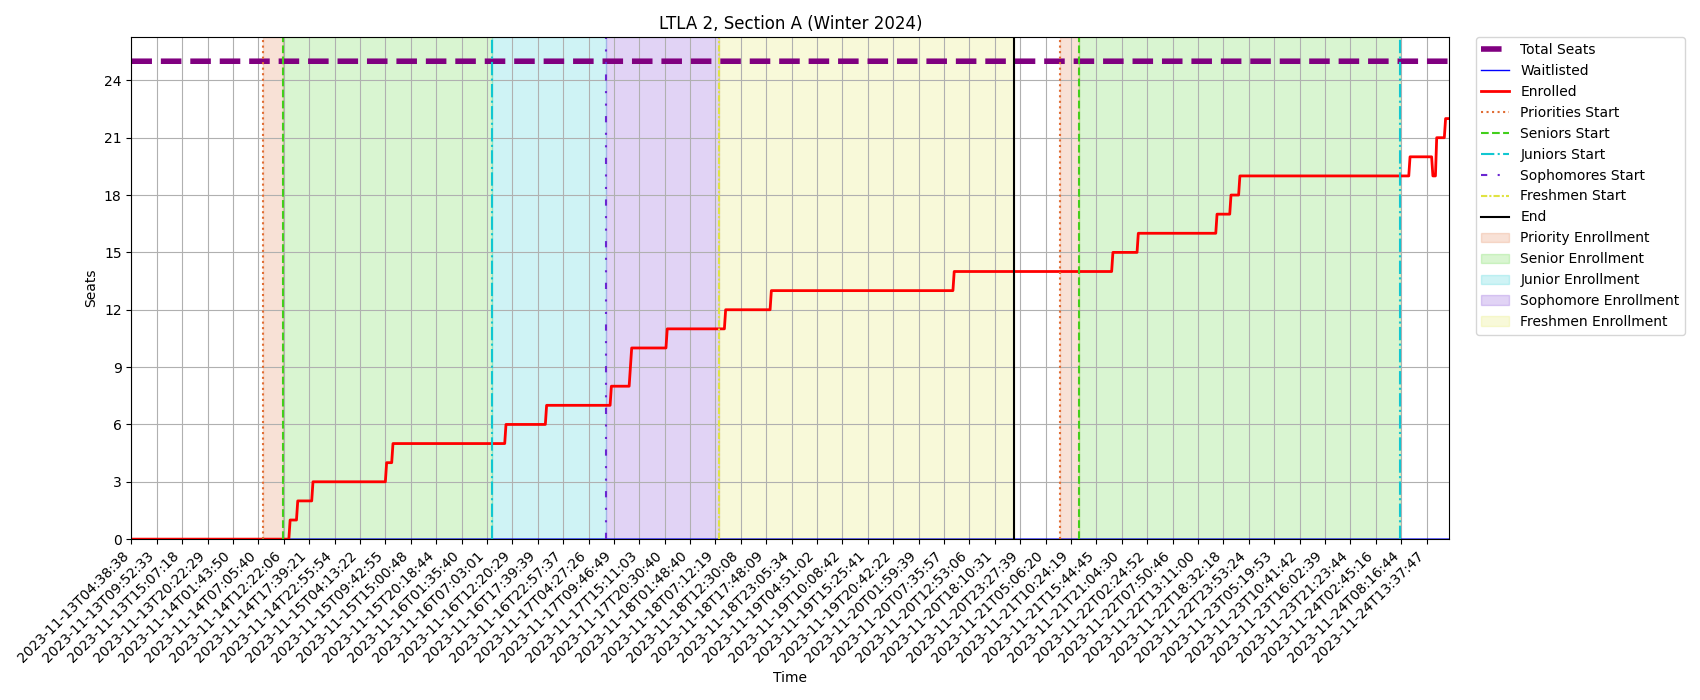 LTLA 2, Section A (Winter 2024)
Seats
24
21
18
15
12
9
6
3
0
2023-11-13T04:38:38
2023-11-13T09:52:33
2023-11-13T15:07:18
2023-11-13T20:22:29
2023-11-14T01:43:50
2023-11-14T07:05:40
2023-11-14T12:22:06
2023-11-14T17:39:21
2023-11-14T22:55:54
2023-11-15T04:13:22
2023-11-15T09:42:55
2023-11-15T15:00:48
2023-11-15T20:18:44
2023-11-16T01:35:40
2023-11-16T07:03:01
2023-11-16T12:20:29
2023-11-16T17:39:39
2023-11-16T22:57:37
2023-11-17T04:27:26
2023-11-17T09:46:49
2023-11-17T15:11:03
2023-11-17T20:30:40
2023-11-18T01:48:40
2023-11-18T07:12:19
2023-11-18T12:30:08
2023-11-18T17:48:09
2023-11-18T23:05:34
2023-11-19T04:51:02
2023-11-19T10:08:42
2023-11-19T15:25:41
2023-11-19T20:42:22
2023-11-20T01:59:39
2023-11-20T07:35:57
2023-11-20T12:53:06
2023-11-20T18:10:31
2023-11-20T23:27:39
2023-11-21T05:06:20
2023-11-21T10:24:19
2023-11-21T15:44:45
2023-11-21T21:04:30
2023-11-22T02:24:52
2023-11-22T07:50:46
2023-11-22T13:11:00
2023-11-22T18:32:18
2023-11-22T23:53:24
2023-11-23T05:19:53
2023-11-23T10:41:42
2023-11-23T16:02:39
2023-11-23T21:23:44
2023-11-24T02:45:16
2023-11-24T08:16:44
2023-11-24T13:37:47
Time
Total Seats
Waitlisted
Enrolled
Priorities Start
Seniors Start
Juniors Start
Sophomores Start
Freshmen Start
End
Priority Enrollment
Senior Enrollment
Junior Enrollment
Sophomore Enrollment
Freshmen Enrollment